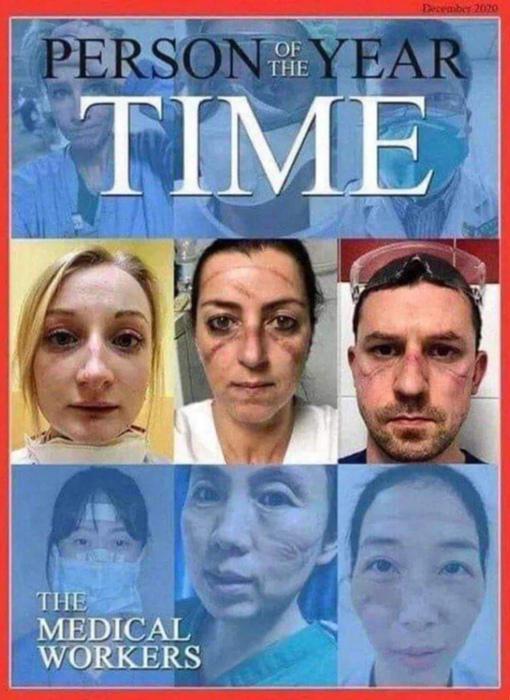 December 2020
PERSON OF THE YEAR
TIME
THE
MEDICAL
WORKERS